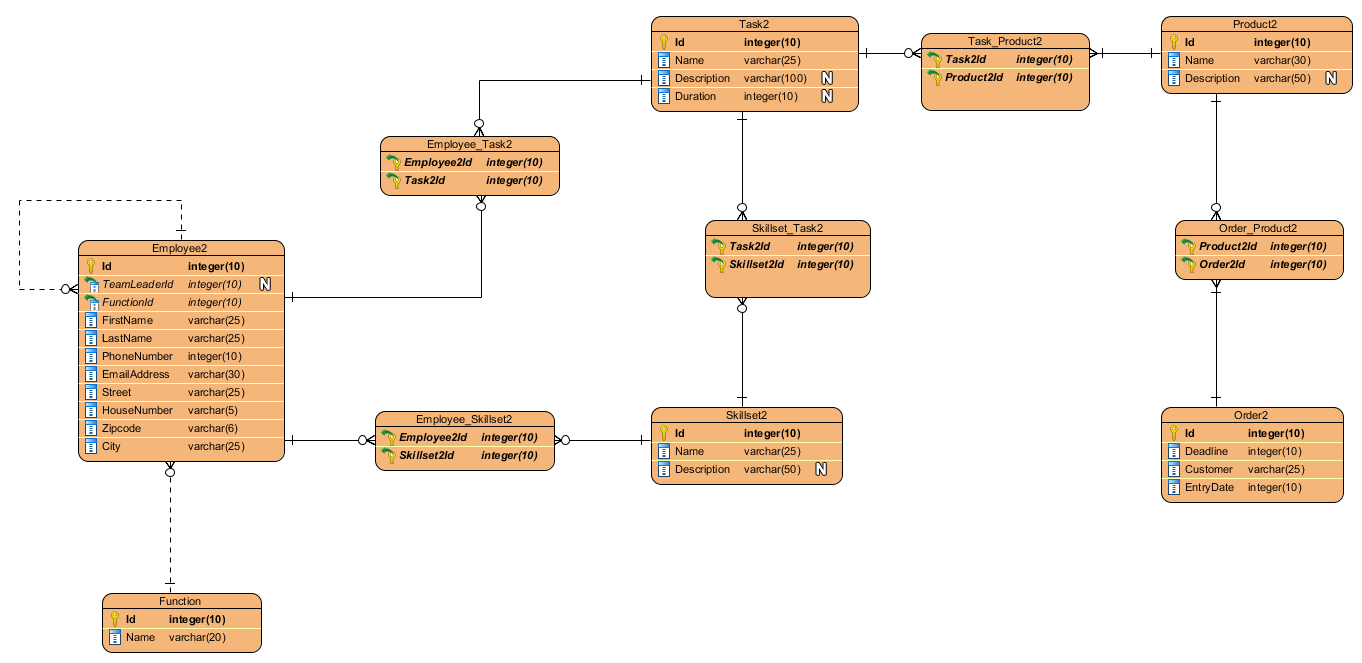 Task2
Id integer(10)
Name varchar(25)
Description varchar(100) N
Duration integer(10) N
Task_Product2
Task2Id integer(10)
Product2Id integer(10)
Product2
Id integer(10)
Name varchar(30)
Description varchar(50) N
Employee_Task2
Employee2Id integer(10)
Task2Id integer(10)
Employee2
Id integer(10)
TeamLeaderId integer(10) N
FunctionId integer(10)
FirstName varchar(25)
LastName varchar(25)
PhoneNumber integer(10)
EmailAddress varchar(30)
Street varchar(25)
HouseNumber varchar(5)
Zipcode varchar(6)
City varchar(25)
Skillset_Task2
Task2Id integer(10)
Skillset2Id integer(10)
Order_Product2
Product2Id integer(10)
Order2Id integer(10)
Employee_Skillset2
Employee2Id integer(10)
Skillset2Id integer(10)
Skillset2
Id integer(10)
Name varchar(25)
Description varchar(50) N
Order2
Id integer(10)
Deadline integer(10)
Customer varchar(25)
EntryDate integer(10)
Function
Id integer(10)
Name varchar(20)